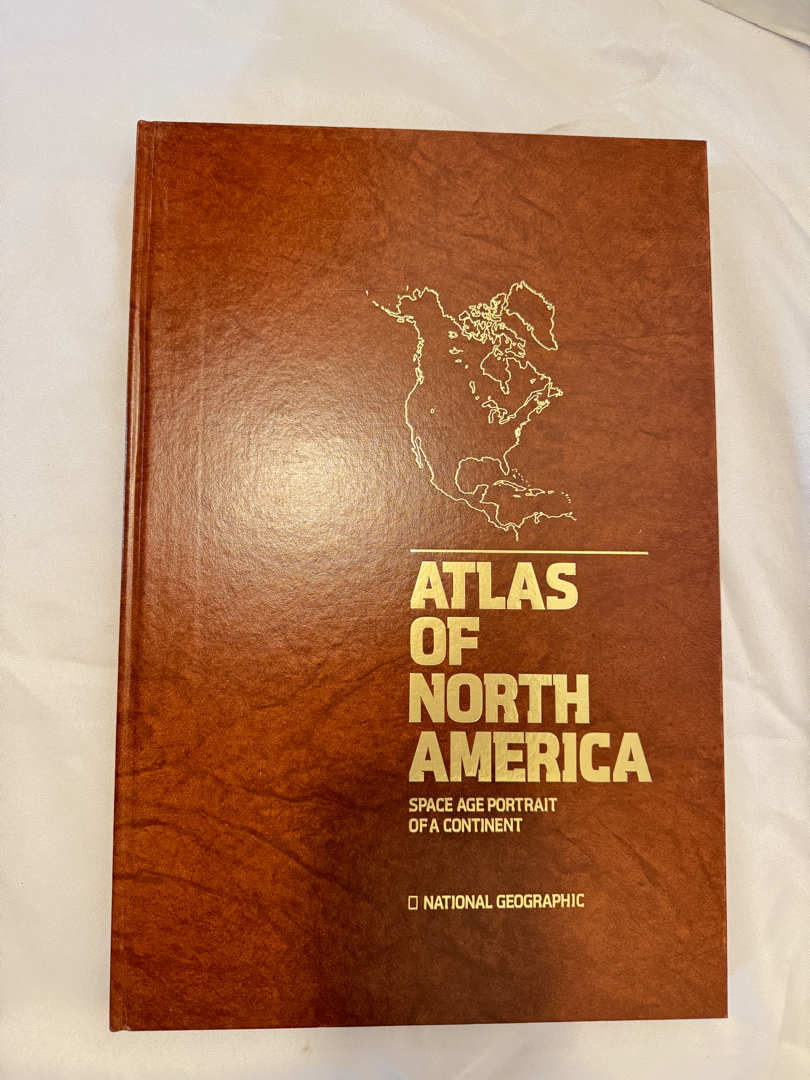 ATLAS
OF
NORTH
AMERICA
SPACE AGE PORTRAIT
OF A CONTINENT
NATIONAL GEOGRAPHIC